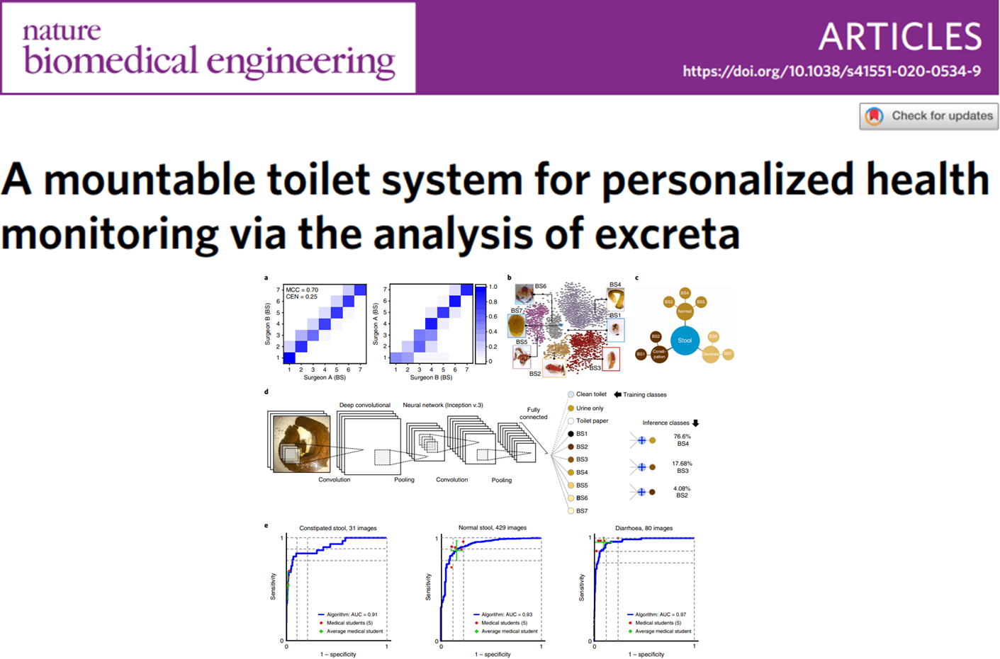 nature
biomedical engineering
ARTICLES
https://doi.org/10.1038/s41551-020-0534-9
Check for updates
A mountable toilet system for personalized health
monitoring via the analysis of excreta
a
MCC = 0.70
CEN = 0.25
7
6
5
4
3
2
1
Surgeon B (BS)
1 2 3 4 5 6 7
Surgeon A (BS)
7
6
5
4
3
2
1
Surgeon A (BS)
1 2 3 4 5 6 7
Surgeon B (BS)
1.0
0.8
0.6
0.4
0.2
0
b
BS6
BS4
BS7
BS1
BS5
BS3
BS2
c
BS4
BS3
BS5
Normal
Stool
BS2
BS6
BS1
Consti-
pation
Diarrhoea
BS7
d
Deep convolutional
Neural network (Inception v.3)
Fully
connected
Convolution
Pooling
Convolution
Pooling
Clean toilet
Training classes
Urine only
Toilet paper
BS1
BS2
BS3
BS4
BS5
BS6
BS7
Inference classes
76.6%
BS4
17.68%
BS3
4.08%
BS2
e
Constipated stool, 31 images
1
Sensitivity
Algorithm: AUC = 0.91
Medical students (5)
Average medical student
0
0 1
1 – specificity
Normal stool, 429 images
1
Sensitivity
Algorithm: AUC = 0.93
Medical students (5)
Average medical student
0
0 1
1 – specificity
Diarrhoea, 80 images
1
Sensitivity
Algorithm: AUC = 0.97
Medical students (5)
Average medical student
0
0 1
1 – specificity